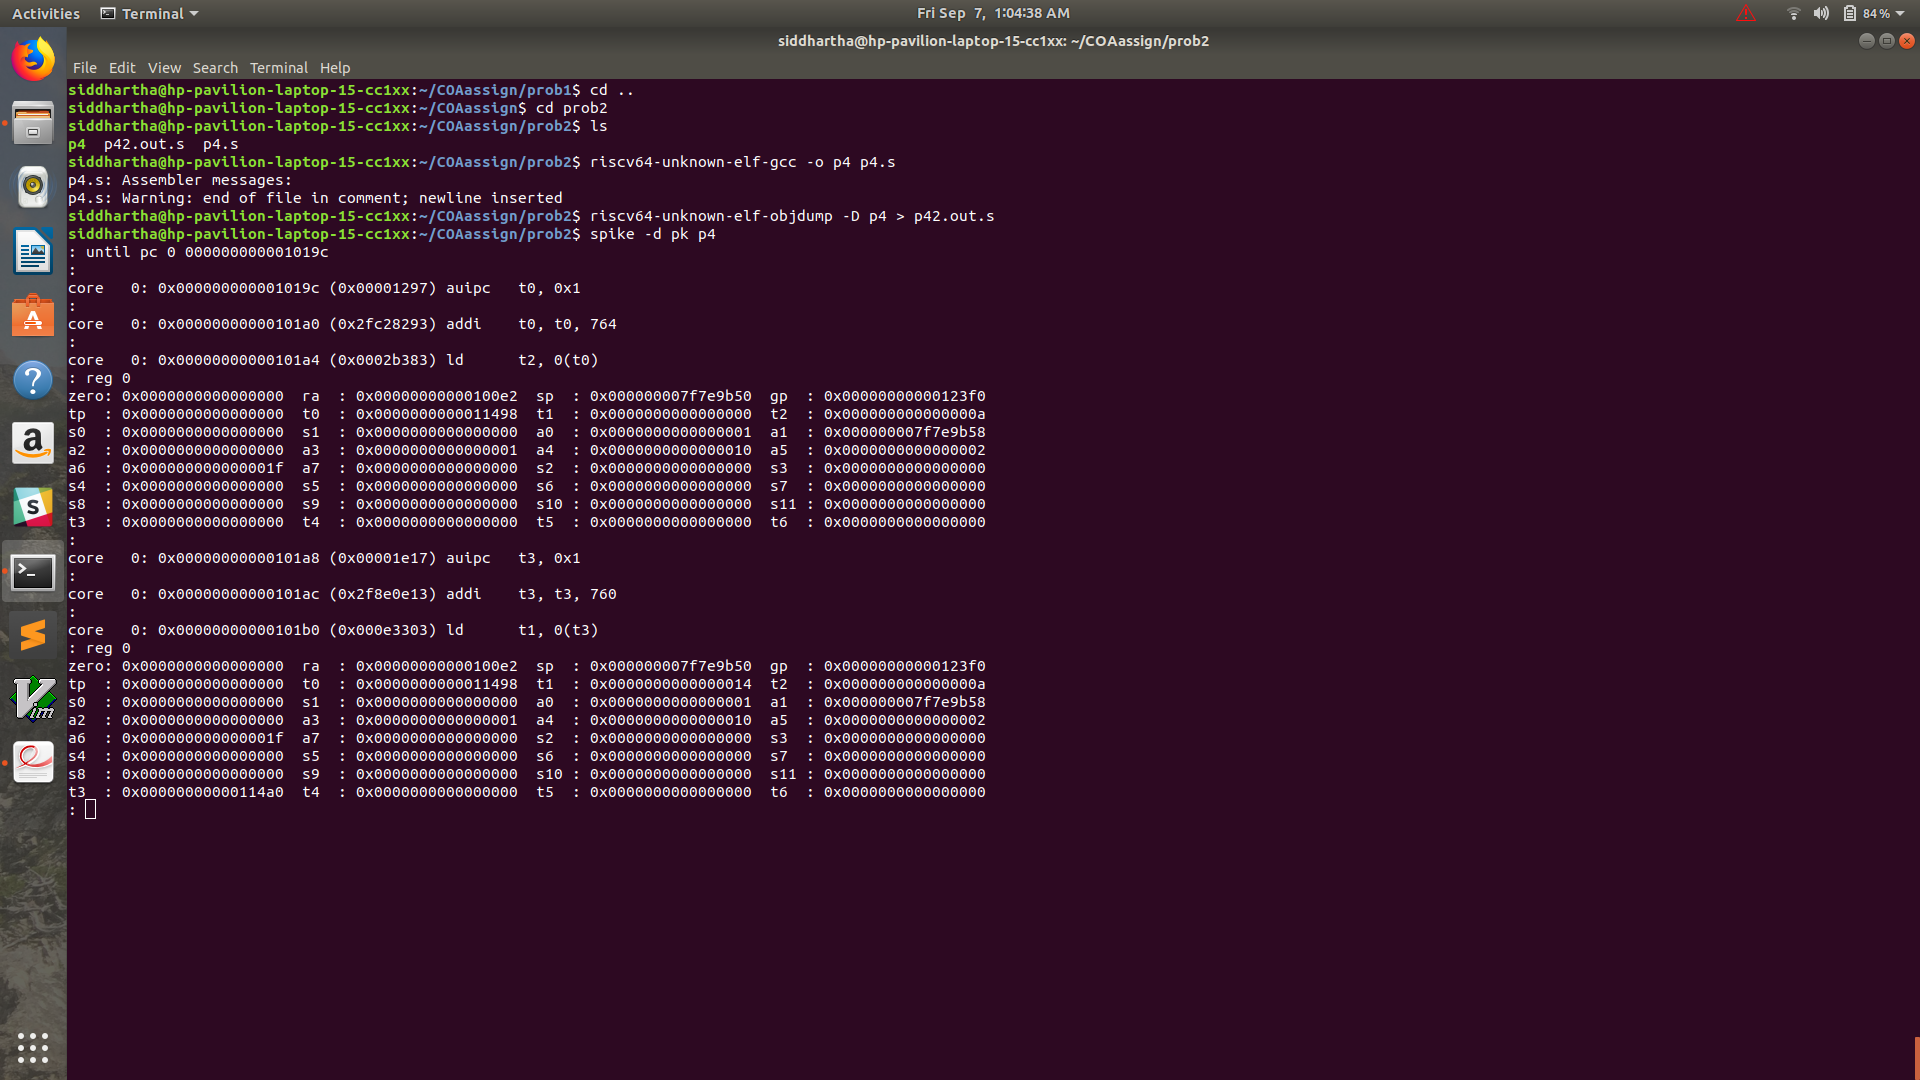 Activities Terminal Fri Sep 7, 1:04:38 AM 84%
siddhartha@hp-pavilion-laptop-15-cc1xx: ~/COAassign/prob2
File Edit View Search Terminal Help
siddhartha@hp-pavilion-laptop-15-cc1xx:~/COAassign/prob1$ cd ..
siddhartha@hp-pavilion-laptop-15-cc1xx:~/COAassign$ cd prob2
siddhartha@hp-pavilion-laptop-15-cc1xx:~/COAassign/prob2$ ls
p4  p42.out.s  p4.s
siddhartha@hp-pavilion-laptop-15-cc1xx:~/COAassign/prob2$ riscv64-unknown-elf-gcc -o p4 p4.s
p4.s: Assembler messages:
p4.s: Warning: end of file in comment; newline inserted
siddhartha@hp-pavilion-laptop-15-cc1xx:~/COAassign/prob2$ riscv64-unknown-elf-objdump -D p4 > p42.out.s
siddhartha@hp-pavilion-laptop-15-cc1xx:~/COAassign/prob2$ spike -d pk p4
: until pc 0 000000000001019c
:
core   0: 0x000000000001019c (0x00001297) auipc   t0, 0x1
:
core   0: 0x00000000000101a0 (0x2fc28293) addi    t0, t0, 764
:
core   0: 0x00000000000101a4 (0x0002b383) ld      t2, 0(t0)
: reg 0
zero: 0x0000000000000000  ra  : 0x00000000000100e2  sp  : 0x000000007f7e9b50  gp  : 0x00000000000123f0
tp  : 0x0000000000000000  t0  : 0x0000000000011498  t1  : 0x0000000000000000  t2  : 0x000000000000000a
s0  : 0x0000000000000000  s1  : 0x0000000000000000  a0  : 0x0000000000000001  a1  : 0x000000007f7e9b58
a2  : 0x0000000000000000  a3  : 0x0000000000000001  a4  : 0x0000000000000010  a5  : 0x0000000000000002
a6  : 0x000000000000001f  a7  : 0x0000000000000000  s2  : 0x0000000000000000  s3  : 0x0000000000000000
s4  : 0x0000000000000000  s5  : 0x0000000000000000  s6  : 0x0000000000000000  s7  : 0x0000000000000000
s8  : 0x0000000000000000  s9  : 0x0000000000000000  s10 : 0x0000000000000000  s11 : 0x0000000000000000
t3  : 0x0000000000000000  t4  : 0x0000000000000000  t5  : 0x0000000000000000  t6  : 0x0000000000000000
:
core   0: 0x00000000000101a8 (0x00001e17) auipc   t3, 0x1
:
core   0: 0x00000000000101ac (0x2f8e0e13) addi    t3, t3, 760
:
core   0: 0x00000000000101b0 (0x000e3303) ld      t1, 0(t3)
: reg 0
zero: 0x0000000000000000  ra  : 0x00000000000100e2  sp  : 0x000000007f7e9b50  gp  : 0x00000000000123f0
tp  : 0x0000000000000000  t0  : 0x0000000000011498  t1  : 0x0000000000000014  t2  : 0x000000000000000a
s0  : 0x0000000000000000  s1  : 0x0000000000000000  a0  : 0x0000000000000001  a1  : 0x000000007f7e9b58
a2  : 0x0000000000000000  a3  : 0x0000000000000001  a4  : 0x0000000000000010  a5  : 0x0000000000000002
a6  : 0x000000000000001f  a7  : 0x0000000000000000  s2  : 0x0000000000000000  s3  : 0x0000000000000000
s4  : 0x0000000000000000  s5  : 0x0000000000000000  s6  : 0x0000000000000000  s7  : 0x0000000000000000
s8  : 0x0000000000000000  s9  : 0x0000000000000000  s10 : 0x0000000000000000  s11 : 0x0000000000000000
t3  : 0x00000000000114a0  t4  : 0x0000000000000000  t5  : 0x0000000000000000  t6  : 0x0000000000000000
: